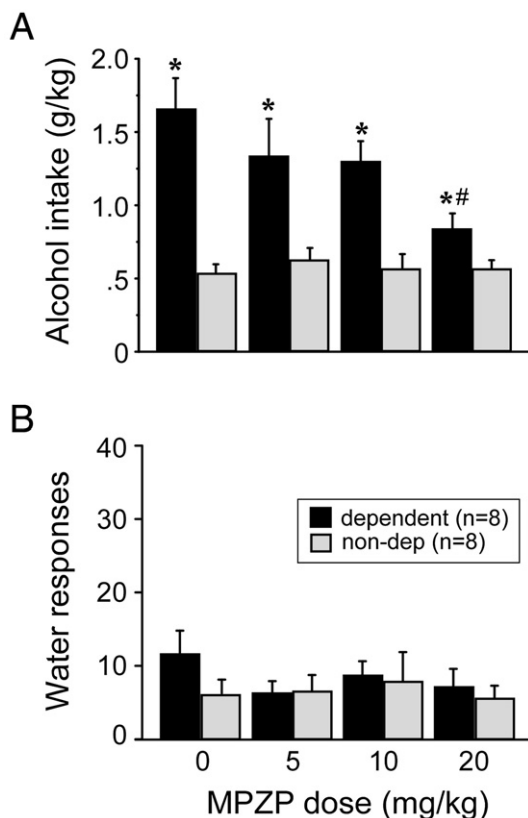 A
Alcohol intake (g/kg)
2.0
1.5
1.0
.5
0
*
*
*
*#
B
Water responses
40
30
20
10
0
dependent (n=8)
non-dep (n=8)
0 5 10 20
MPZP dose (mg/kg)